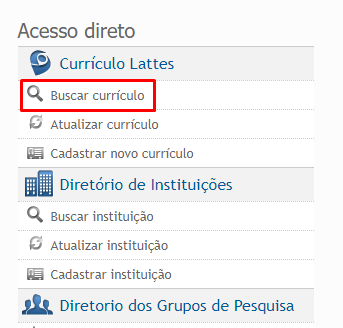 Acesso direto
Currículo Lattes
Buscar currículo
Atualizar currículo
Cadastrar novo currículo
Diretório de Instituições
Buscar instituição
Atualizar instituição
Cadastrar instituição
Diretorio dos Grupos de Pesquisa